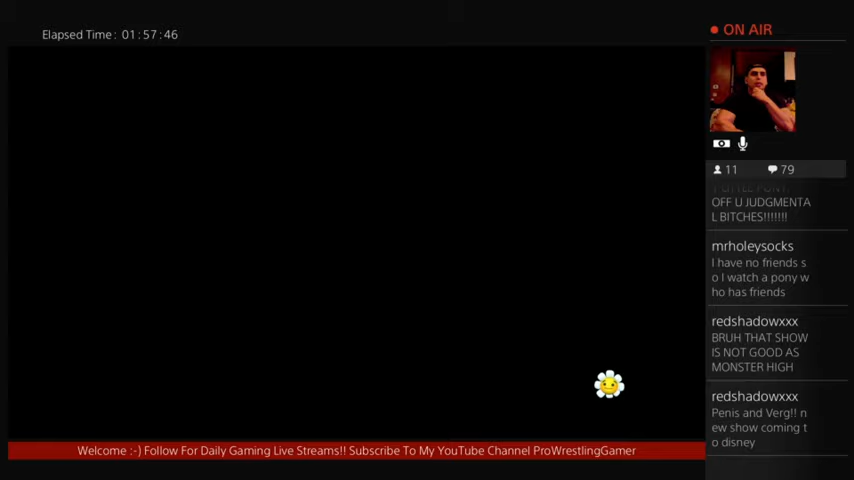 Elapsed Time: 01:57:46
ON AIR
11 79
OFF U JUDGMENTA
L BITCHES!!!!!!!
mrholeysocks
I have no friends s
o I watch a pony w
ho has friends
redshadowxxx
BRUH THAT SHOW
IS NOT GOOD AS
MONSTER HIGH
redshadowxxx
Penis and Verg!! n
ew show coming t
o disney
Welcome :-) Follow For Daily Gaming Live Streams!! Subscribe To My YouTube Channel ProWrestlingGamer